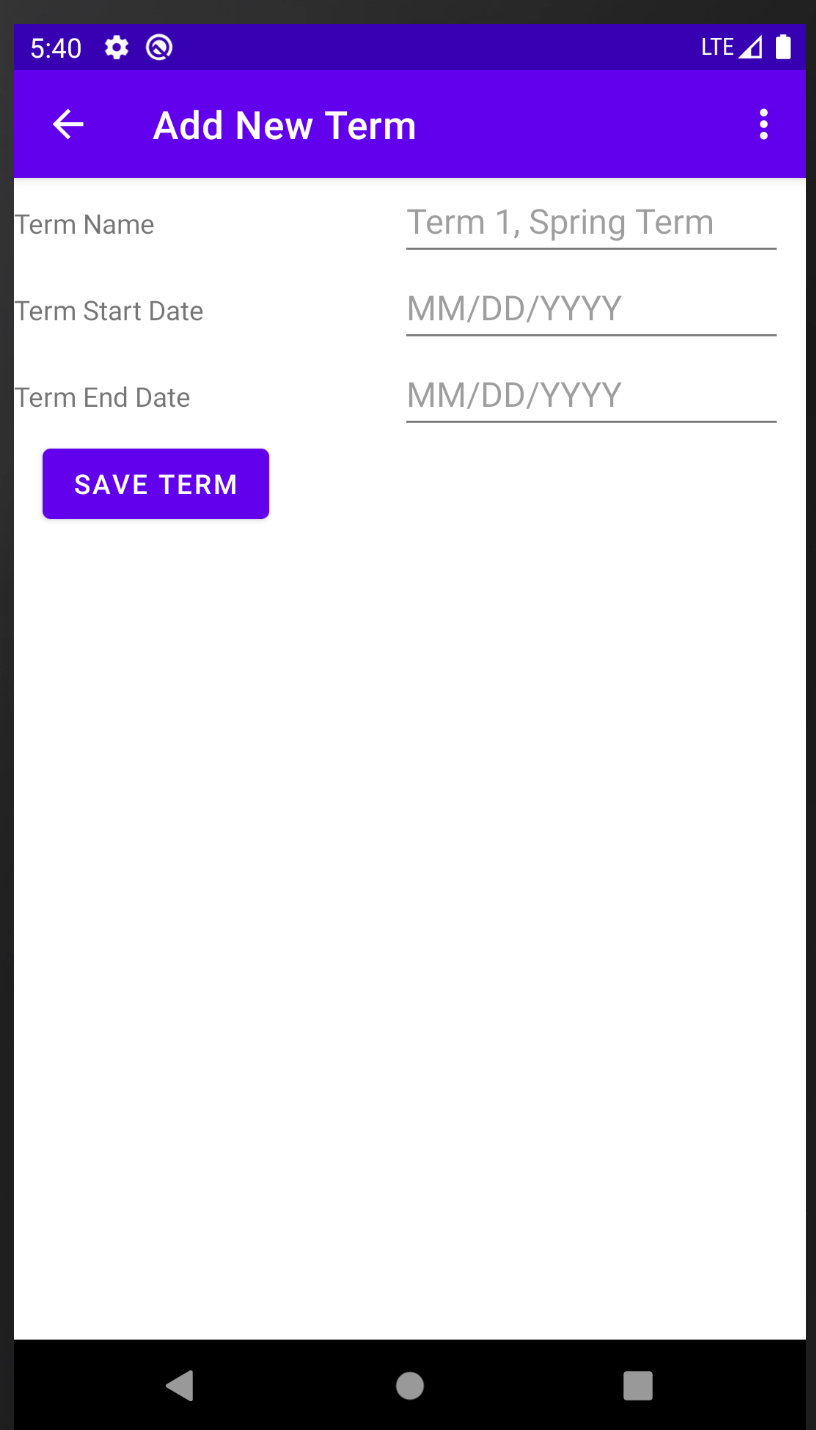 5:40 LTE
Add New Term
Term Name Term 1, Spring Term
Term Start Date MM/DD/YYYY
Term End Date MM/DD/YYYY
SAVE TERM